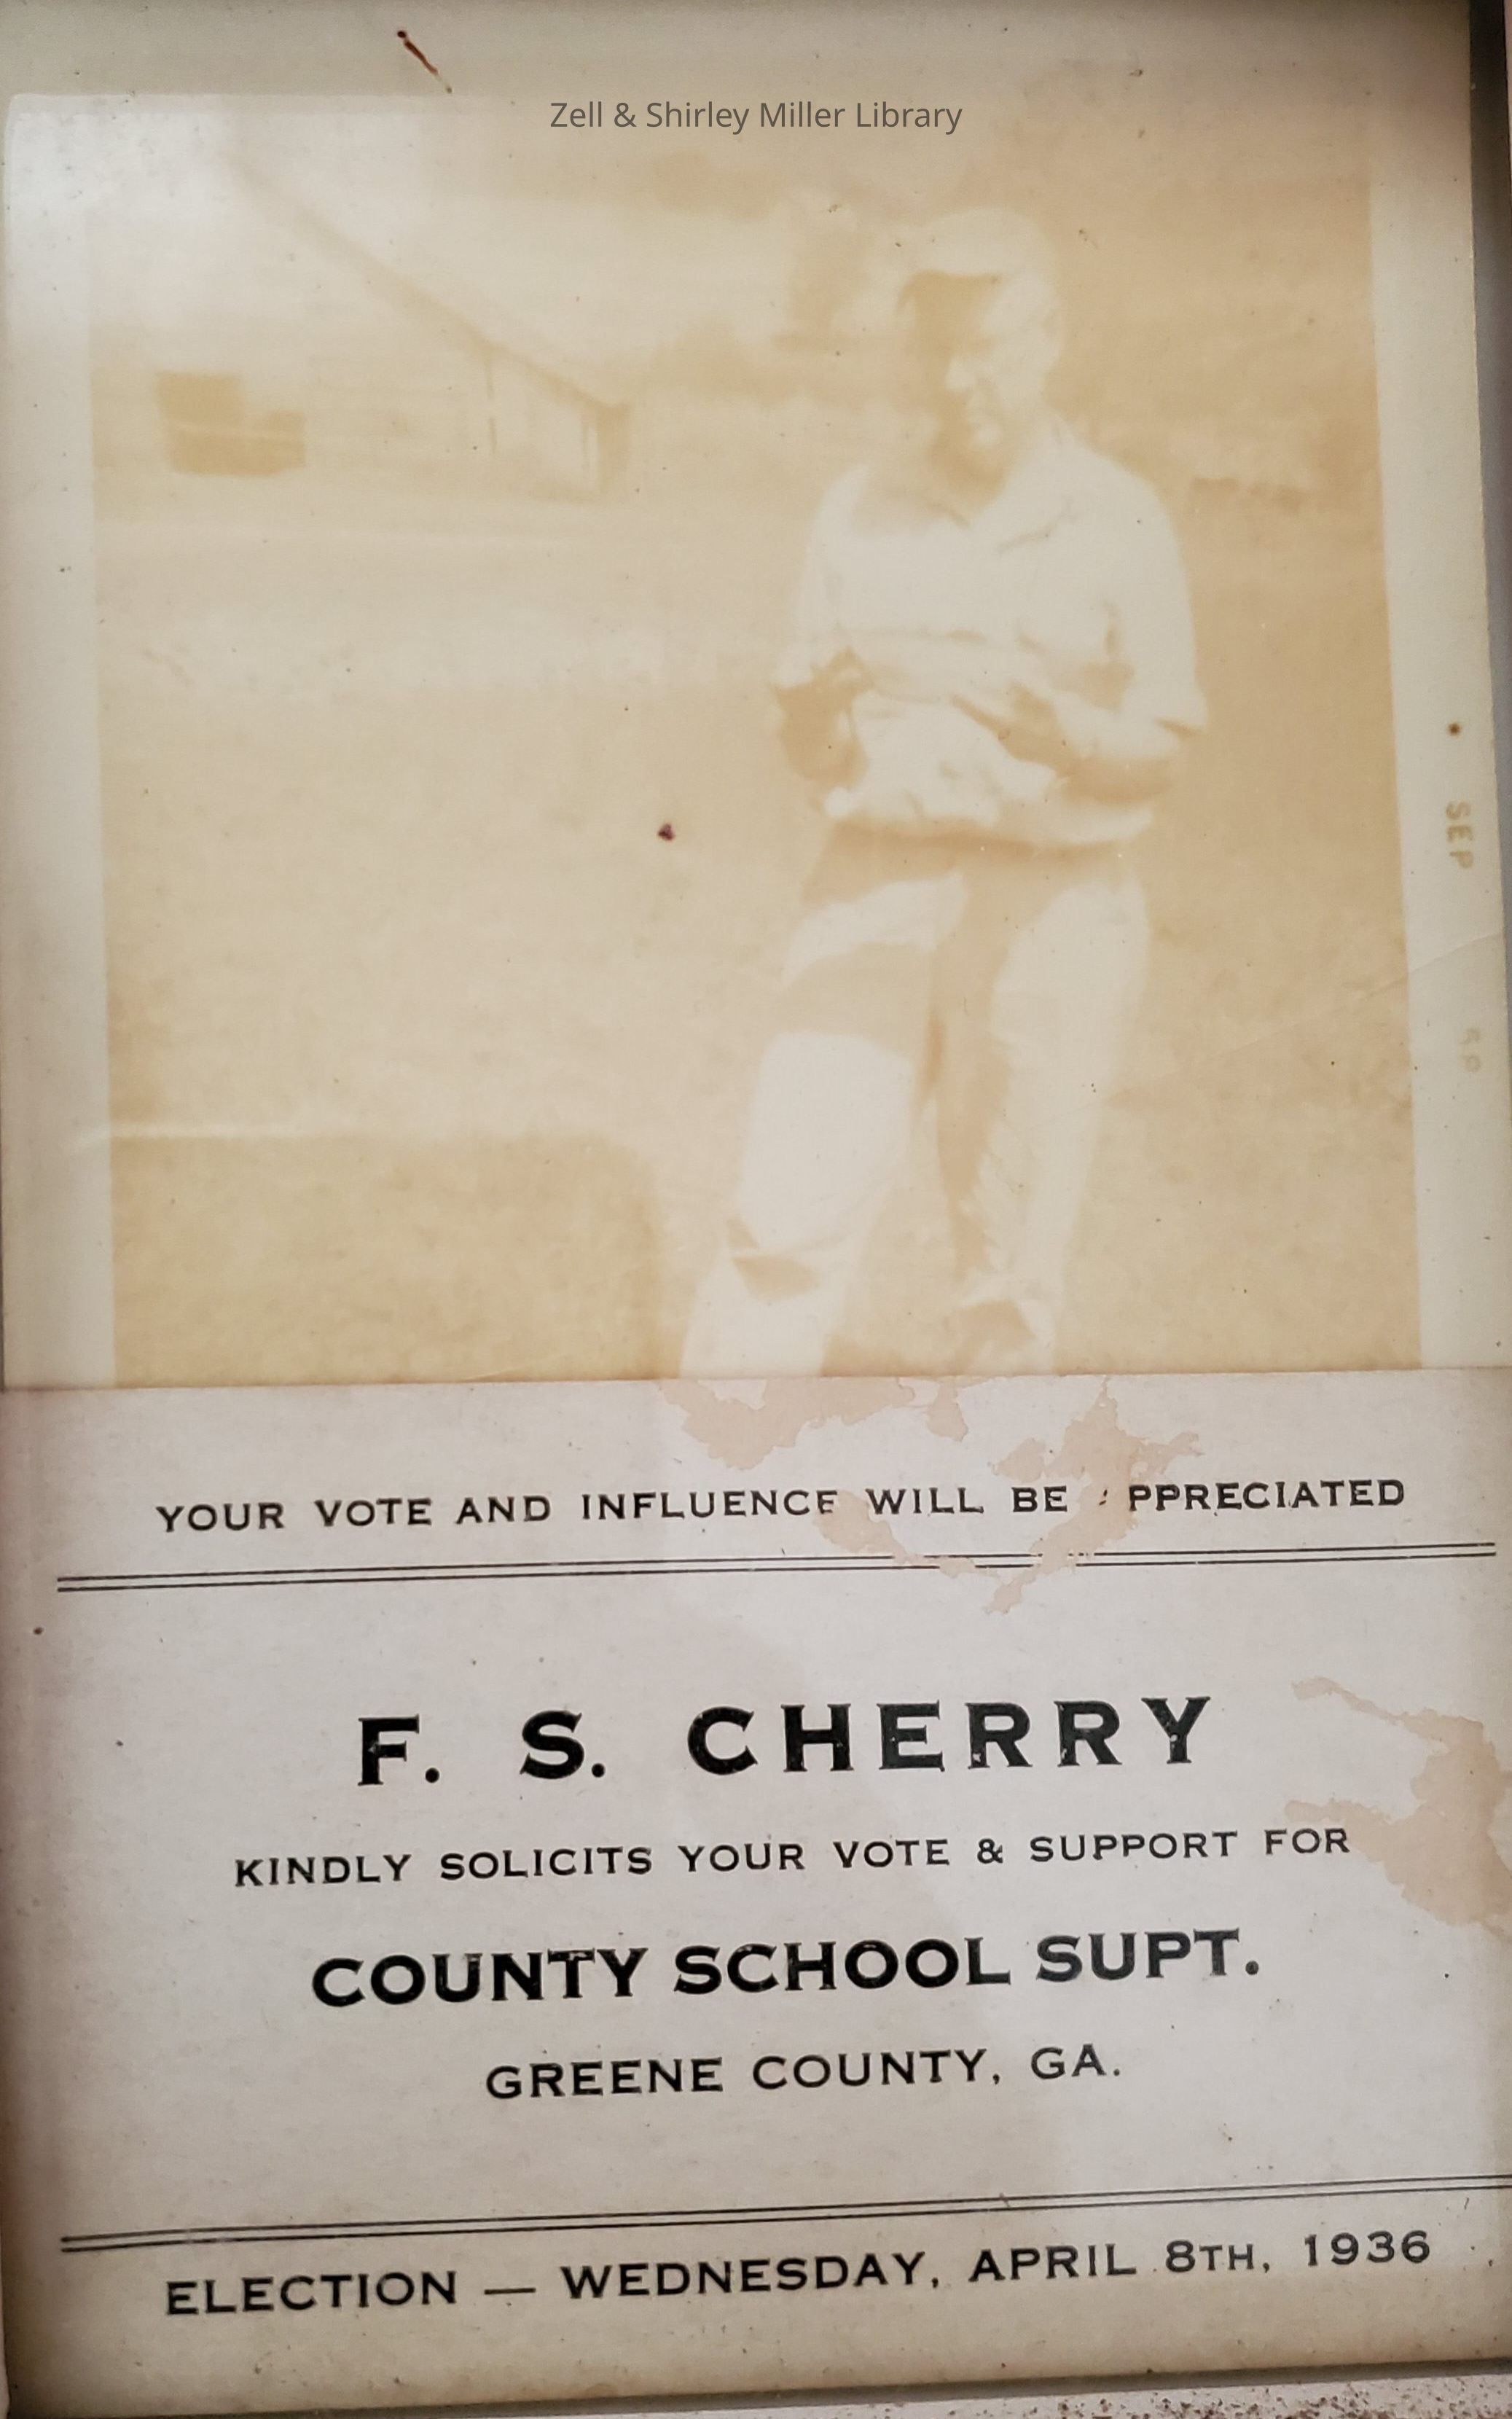 Zell & Shirley Miller Library
SEP
YOUR VOTE AND INFLUENCE WILL BE APPRECIATED
F. S. CHERRY
KINDLY SOLICITS YOUR VOTE & SUPPORT FOR
COUNTY SCHOOL SUPT.
GREENE COUNTY, GA.
ELECTION — WEDNESDAY, APRIL 8TH, 1936